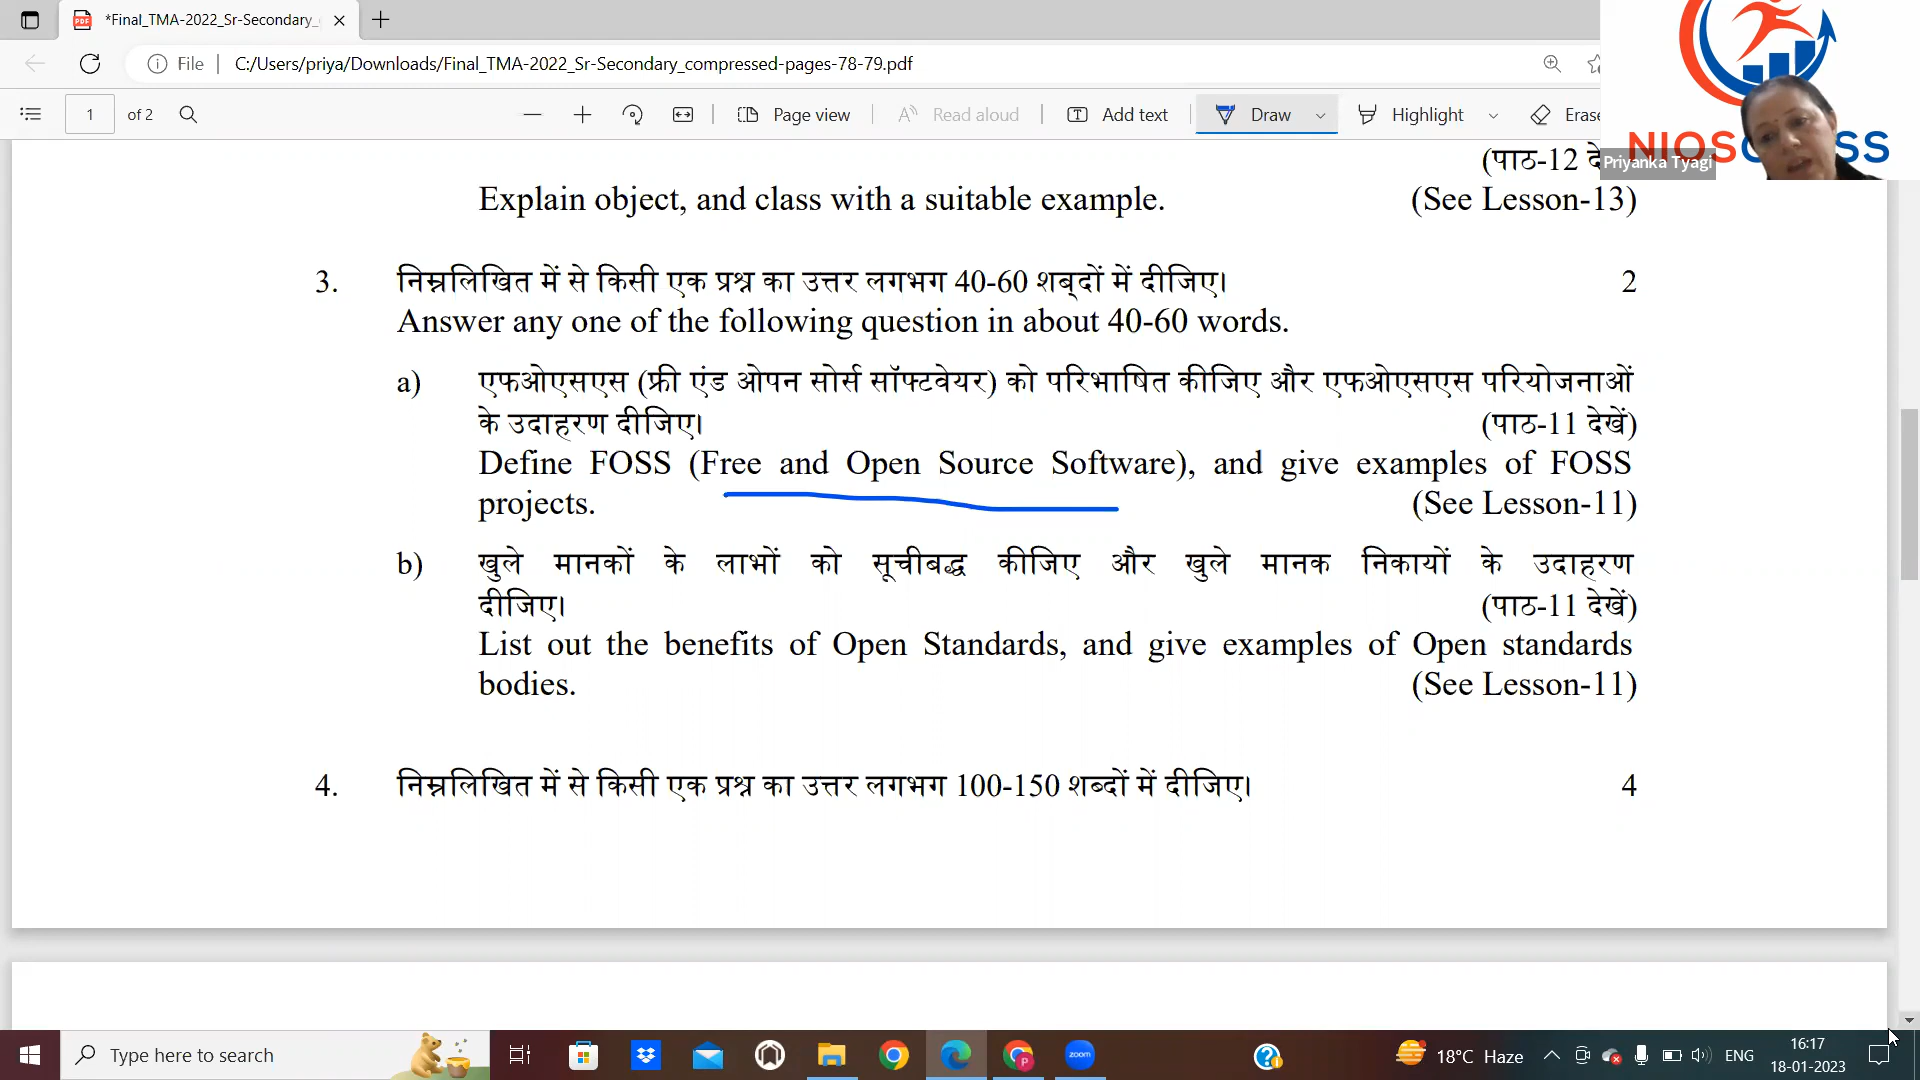 *Final_TMA-2022_Sr-Secondary_
File
C:/Users/priya/Downloads/Final_TMA-2022_Sr-Secondary_compressed-pages-78-79.pdf
1 of 2
Page view
Read aloud
Add text
Draw
Highlight
Erase
NIOS
SS
Priyanka Tyagi
(पाठ-12
Explain object, and class with a suitable example. (See Lesson-13)
3. निम्नलिखित में से किसी एक प्रश्न का उत्तर लगभग 40-60 शब्‌दों में दीजिए। 2
Answer any one of the following question in about 40-60 words.
a) एफओएसएस (फ्री एंड ओपन सोर्स सॉफ्टवेयर) को परिभाषित कीजिए और एफओएसएस परियोजनाओं
के उदाहरण दीजिए। (पाठ-11 देखें)
Define FOSS (Free and Open Source Software), and give examples of FOSS
projects. (See Lesson-11)
b) खुले मानकों के लाभों को सूचीबद्ध कीजिए और खुले मानक निकायों के उदाहरण
दीजिए। (पाठ-11 देखें)
List out the benefits of Open Standards, and give examples of Open standards
bodies. (See Lesson-11)
4. निम्नलिखित में से किसी एक प्रश्न का उत्तर लगभग 100-150 शब्दों में दीजिए। 4
Type here to search
zoom
18°C Haze
ENG
16:17
18-01-2023